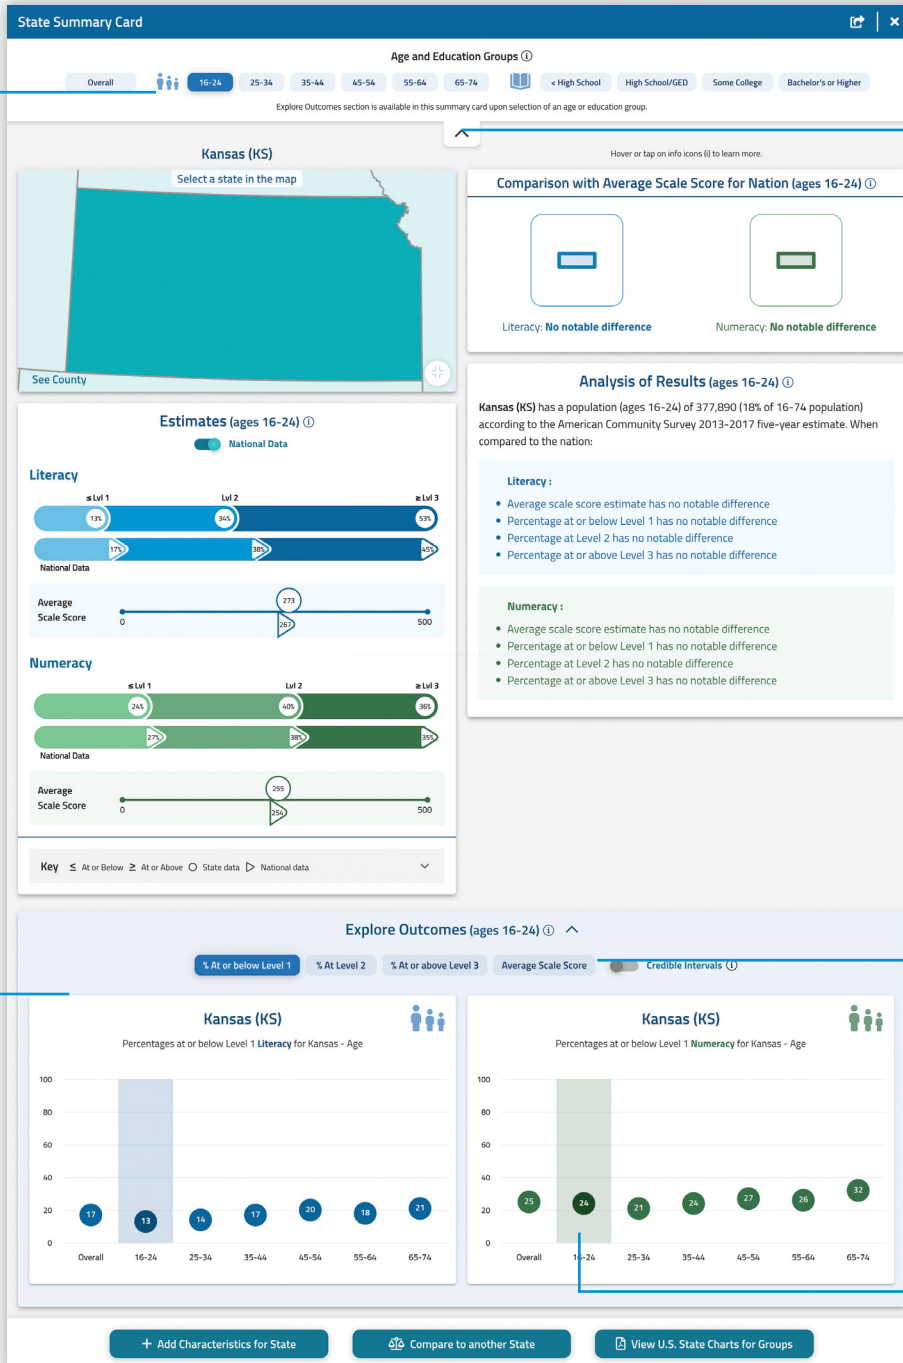 State Summary Card
Age and Education Groups ⓘ
Overall 16-24 25-34 35-44 45-54 55-64 65-74 < High School High School/GED Some College Bachelor's or Higher
Explore Outcomes section is available in this summary card upon selection of an age or education group.
Kansas (KS)
Select a state in the map
See County
Estimates (ages 16-24) ⓘ
National Data
Literacy
≤ Lvl 1 Lvl 2 ≥ Lvl 3
13% 34% 53%
17% 38% 45%
National Data
Average
Scale Score
273
0 500
267
Numeracy
≤ Lvl 1 Lvl 2 ≥ Lvl 3
24% 40% 36%
27% 38% 35%
National Data
Average
Scale Score
255
0 500
254
Key ≤ At or Below ≥ At or Above ○ State data ▷ National data
Hover or tap on info icons (i) to learn more.
Comparison with Average Scale Score for Nation (ages 16-24) ⓘ
Literacy: No notable difference
Numeracy: No notable difference
Analysis of Results (ages 16-24) ⓘ
Kansas (KS) has a population (ages 16-24) of 377,890 (18% of 16-74 population)
according to the American Community Survey 2013-2017 five-year estimate. When
compared to the nation:
Literacy :
• Average scale score estimate has no notable difference
• Percentage at or below Level 1 has no notable difference
• Percentage at Level 2 has no notable difference
• Percentage at or above Level 3 has no notable difference
Numeracy :
• Average scale score estimate has no notable difference
• Percentage at or below Level 1 has no notable difference
• Percentage at Level 2 has no notable difference
• Percentage at or above Level 3 has no notable difference
Explore Outcomes (ages 16-24) ⓘ
% At or below Level 1 % At Level 2 % At or above Level 3 Average Scale Score Credible Intervals ⓘ
Kansas (KS)
Percentages at or below Level 1 Literacy for Kansas - Age
100
80
60
40
20
0
17 13 14 17 20 18 21
Overall 16-24 25-34 35-44 45-54 55-64 65-74
Kansas (KS)
Percentages at or below Level 1 Numeracy for Kansas - Age
100
80
60
40
20
0
25 24 21 24 27 26 32
Overall 16-24 25-34 35-44 45-54 55-64 65-74
+ Add Characteristics for State
Compare to another State
View U.S. State Charts for Groups